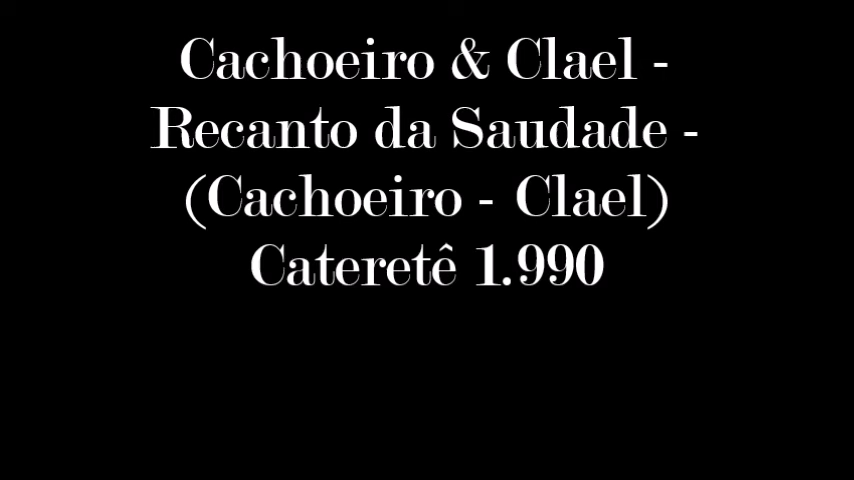 Cachoeiro & Clael -
Recanto da Saudade -
(Cachoeiro - Clael)
Cateretê 1.990